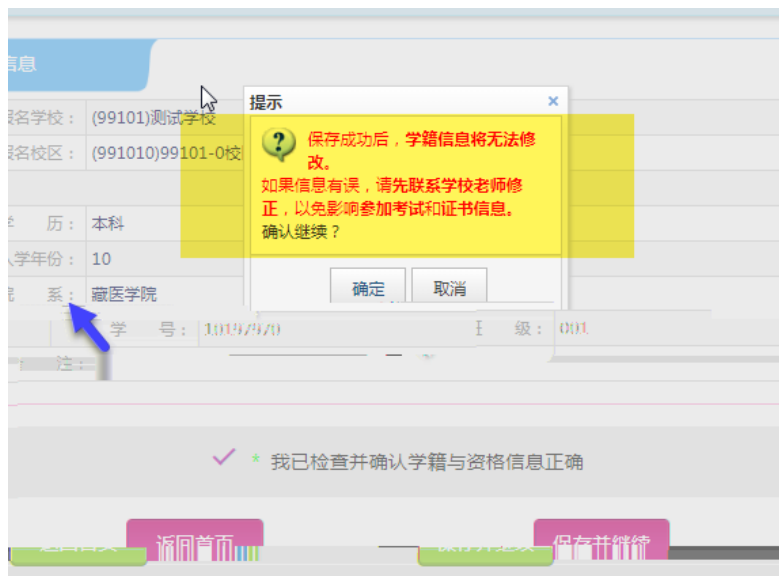 信息
提示
报名学校： (99101)测试学校
报名校区： (991010)99101-0校
保存成功后，学籍信息将无法修
改。
如果信息有误，请先联系学校老师修
正，以免影响参加考试和证书信息。
确认继续？
历： 本科
入学年份： 10
系： 藏医学院
确定 取消
学 号：
级： 001
注：
* 我已检查并确认学籍与资格信息正确
返回首页 保存并继续